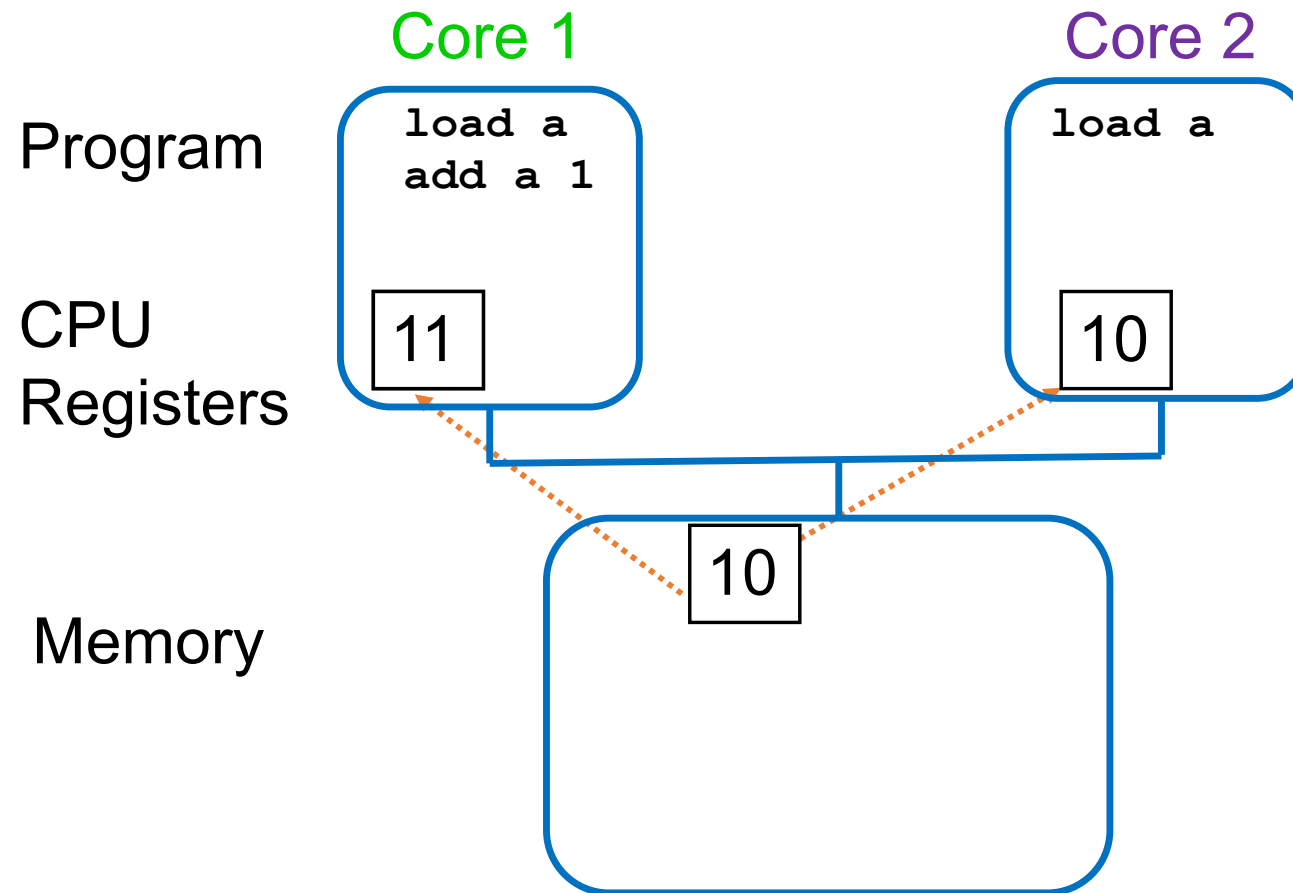 Core 1
Core 2
Program
load a
add a 1
load a
CPU
Registers
11
10
10
Memory